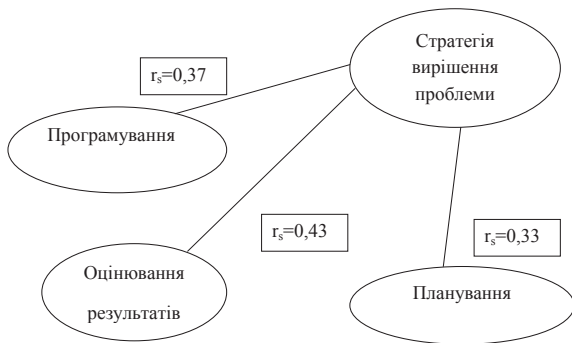 Стратегія
вирішення
проблеми
rₛ=0,37
Програмування
rₛ=0,43
rₛ=0,33
Оцінювання
результатів
Планування